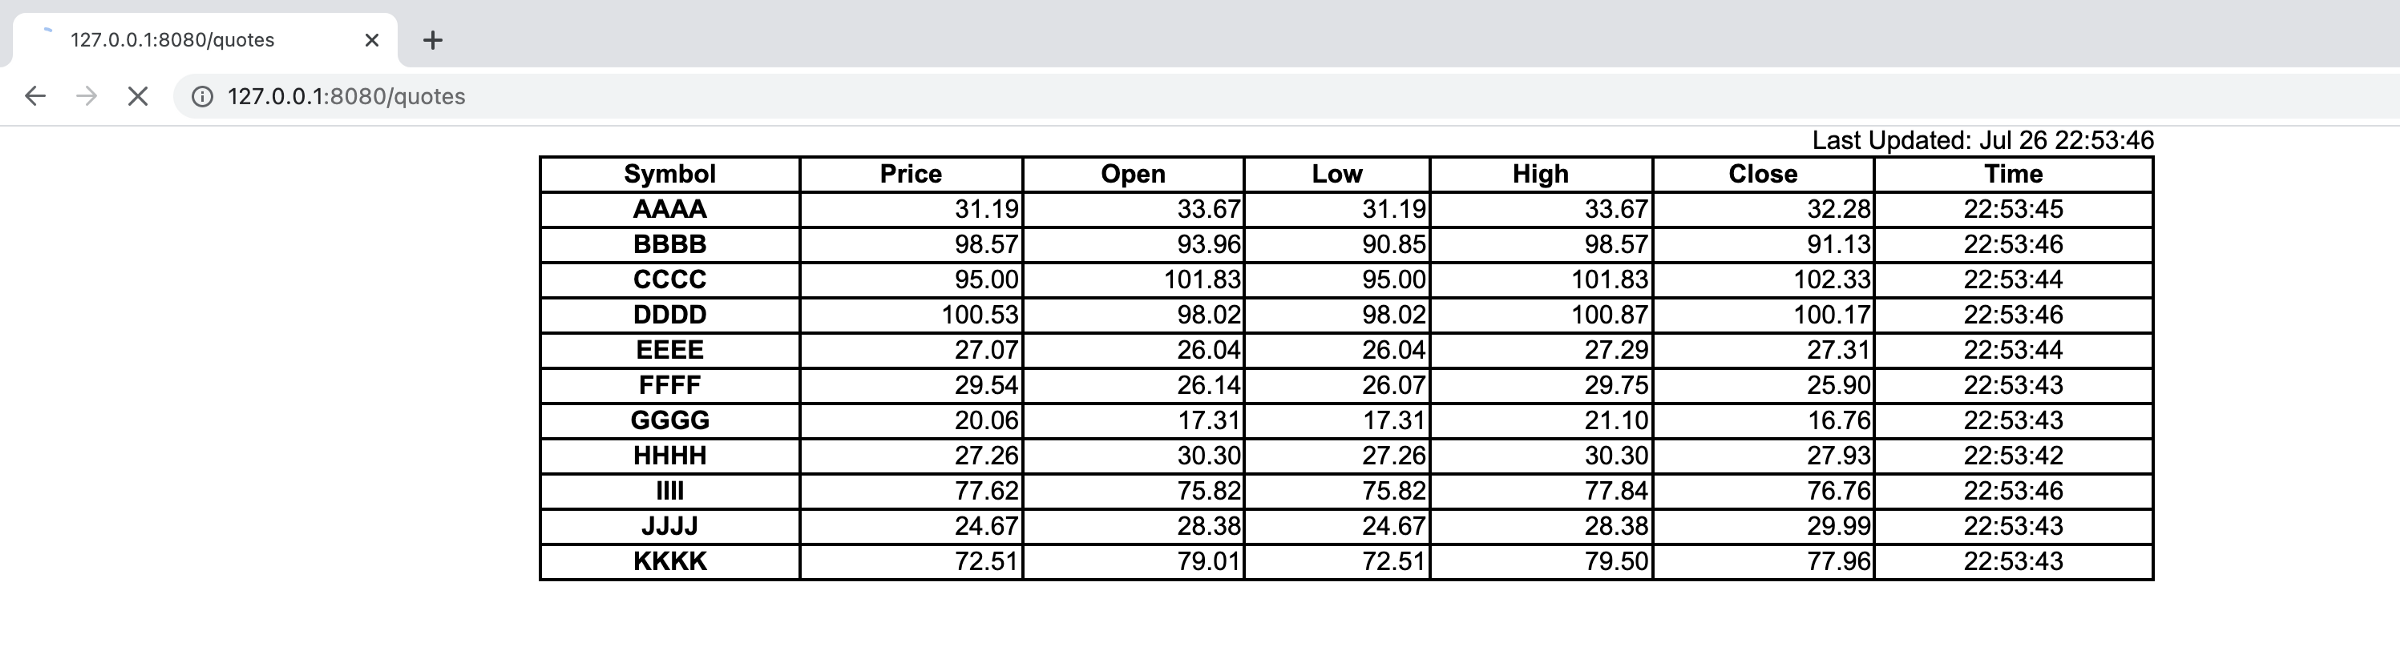 127.0.0.1:8080/quotes
127.0.0.1:8080/quotes
Last Updated: Jul 26 22:53:46
Symbol Price Open Low High Close Time
AAAA 31.19 33.67 31.19 33.67 32.28 22:53:45
BBBB 98.57 93.96 90.85 98.57 91.13 22:53:46
CCCC 95.00 101.83 95.00 101.83 102.33 22:53:44
DDDD 100.53 98.02 98.02 100.87 100.17 22:53:46
EEEE 27.07 26.04 26.04 27.29 27.31 22:53:44
FFFF 29.54 26.14 26.07 29.75 25.90 22:53:43
GGGG 20.06 17.31 17.31 21.10 16.76 22:53:43
HHHH 27.26 30.30 27.26 30.30 27.93 22:53:42
IIII 77.62 75.82 75.82 77.84 76.76 22:53:46
JJJJ 24.67 28.38 24.67 28.38 29.99 22:53:43
KKKK 72.51 79.01 72.51 79.50 77.96 22:53:43